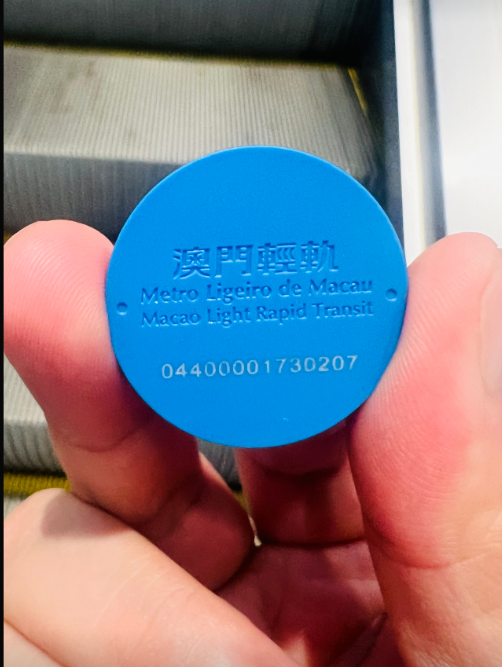 澳門輕軌
Metro Ligeiro de Macau
Macao Light Rapid Transit
04400001730207